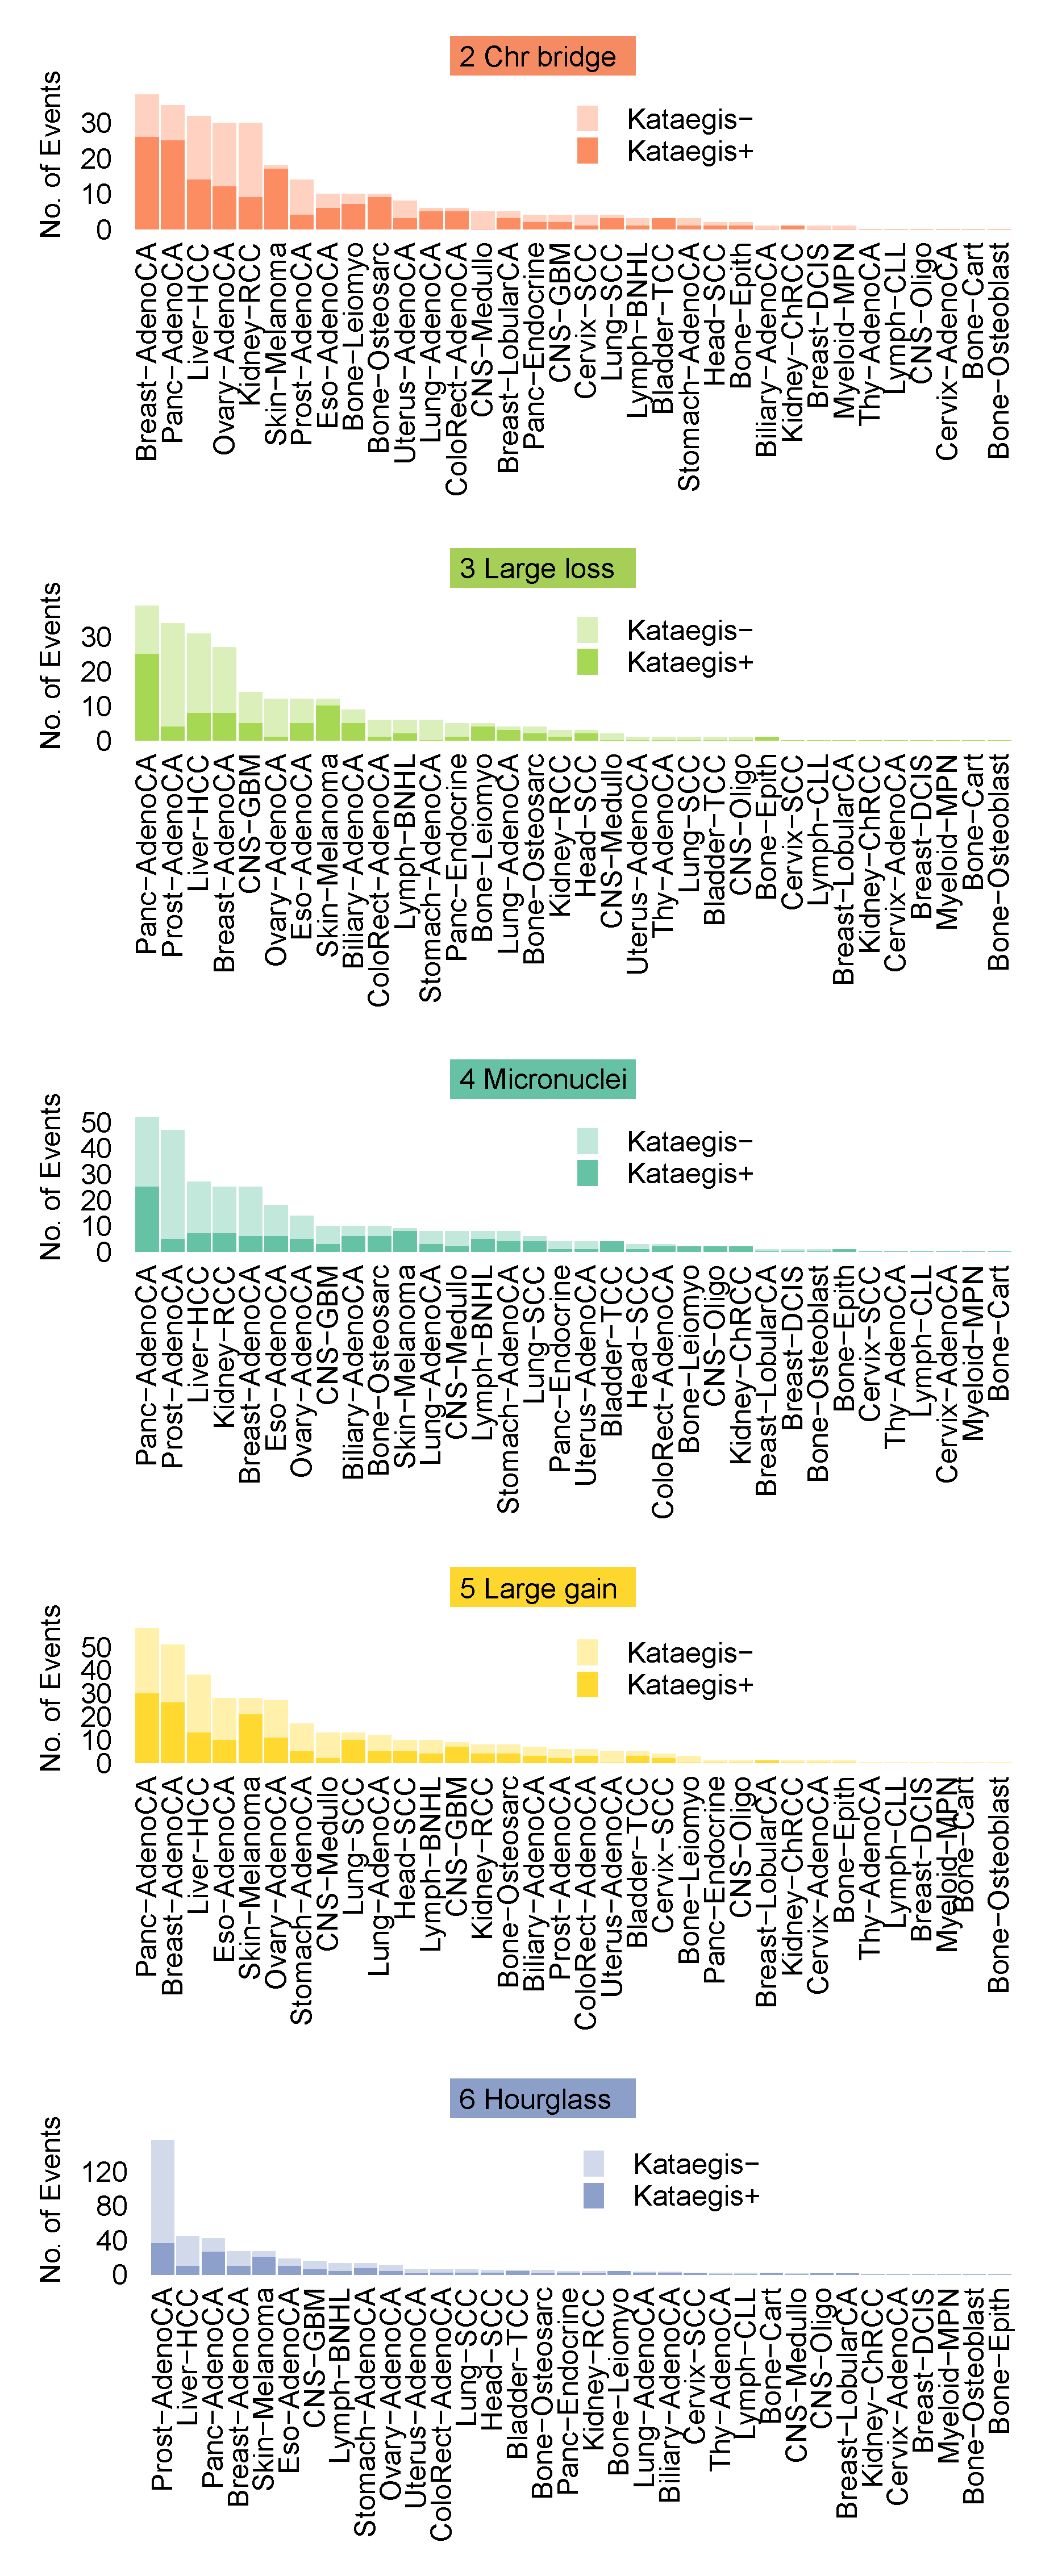 2 Chr bridge
No. of Events
30
20
10
0
Kataegis−
Kataegis+
Breast−AdenoCA
Panc−AdenoCA
Liver−HCC
Ovary−AdenoCA
Kidney−RCC
Skin−Melanoma
Prost−AdenoCA
Eso−AdenoCA
Bone−Leiomyo
Bone−Osteosarc
Uterus−AdenoCA
Lung−AdenoCA
ColoRect−AdenoCA
CNS−Medullo
Breast−LobularCA
Panc−Endocrine
CNS−GBM
Cervix−SCC
Lung−SCC
Lymph−BNHL
Bladder−TCC
Stomach−AdenoCA
Head−SCC
Bone−Epith
Biliary−AdenoCA
Kidney−ChRCC
Breast−DCIS
Myeloid−MPN
Thy−AdenoCA
Lymph−CLL
CNS−Oligo
Cervix−AdenoCA
Bone−Cart
Bone−Osteoblast
3 Large loss
No. of Events
30
20
10
0
Kataegis−
Kataegis+
Panc−AdenoCA
Prost−AdenoCA
Liver−HCC
Breast−AdenoCA
CNS−GBM
Ovary−AdenoCA
Eso−AdenoCA
Skin−Melanoma
Biliary−AdenoCA
ColoRect−AdenoCA
Lymph−BNHL
Stomach−AdenoCA
Panc−Endocrine
Bone−Leiomyo
Lung−AdenoCA
Bone−Osteosarc
Kidney−RCC
Head−SCC
CNS−Medullo
Uterus−AdenoCA
Thy−AdenoCA
Lung−SCC
Bladder−TCC
CNS−Oligo
Bone−Epith
Cervix−SCC
Lymph−CLL
Breast−LobularCA
Kidney−ChRCC
Cervix−AdenoCA
Breast−DCIS
Myeloid−MPN
Bone−Cart
Bone−Osteoblast
4 Micronuclei
No. of Events
50
40
30
20
10
0
Kataegis−
Kataegis+
Panc−AdenoCA
Prost−AdenoCA
Liver−HCC
Kidney−RCC
Breast−AdenoCA
Eso−AdenoCA
Ovary−AdenoCA
CNS−GBM
Biliary−AdenoCA
Bone−Osteosarc
Skin−Melanoma
Lung−AdenoCA
CNS−Medullo
Lymph−BNHL
Stomach−AdenoCA
Lung−SCC
Panc−Endocrine
Uterus−AdenoCA
Bladder−TCC
Head−SCC
ColoRect−AdenoCA
Bone−Leiomyo
CNS−Oligo
Kidney−ChRCC
Breast−LobularCA
Breast−DCIS
Bone−Osteoblast
Bone−Epith
Cervix−SCC
Thy−AdenoCA
Lymph−CLL
Cervix−AdenoCA
Myeloid−MPN
Bone−Cart
5 Large gain
No. of Events
50
40
30
20
10
0
Kataegis−
Kataegis+
Panc−AdenoCA
Breast−AdenoCA
Liver−HCC
Eso−AdenoCA
Skin−Melanoma
Ovary−AdenoCA
Stomach−AdenoCA
CNS−Medullo
Lung−SCC
Lung−AdenoCA
Head−SCC
Lymph−BNHL
CNS−GBM
Kidney−RCC
Bone−Osteosarc
Biliary−AdenoCA
Prost−AdenoCA
ColoRect−AdenoCA
Uterus−AdenoCA
Bladder−TCC
Cervix−SCC
Bone−Leiomyo
Panc−Endocrine
CNS−Oligo
Breast−LobularCA
Kidney−ChRCC
Cervix−AdenoCA
Bone−Epith
Thy−AdenoCA
Lymph−CLL
Breast−DCIS
Myeloid−MPN
Bone−Cart
Bone−Osteoblast
6 Hourglass
No. of Events
120
80
40
0
Kataegis−
Kataegis+
Prost−AdenoCA
Liver−HCC
Panc−AdenoCA
Breast−AdenoCA
Skin−Melanoma
Eso−AdenoCA
CNS−GBM
Lymph−BNHL
Stomach−AdenoCA
Ovary−AdenoCA
Uterus−AdenoCA
ColoRect−AdenoCA
Lung−SCC
Head−SCC
Bladder−TCC
Bone−Osteosarc
Panc−Endocrine
Kidney−RCC
Bone−Leiomyo
Lung−AdenoCA
Biliary−AdenoCA
Cervix−SCC
Thy−AdenoCA
Lymph−CLL
Bone−Cart
CNS−Medullo
CNS−Oligo
Breast−LobularCA
Kidney−ChRCC
Cervix−AdenoCA
Breast−DCIS
Myeloid−MPN
Bone−Osteoblast
Bone−Epith